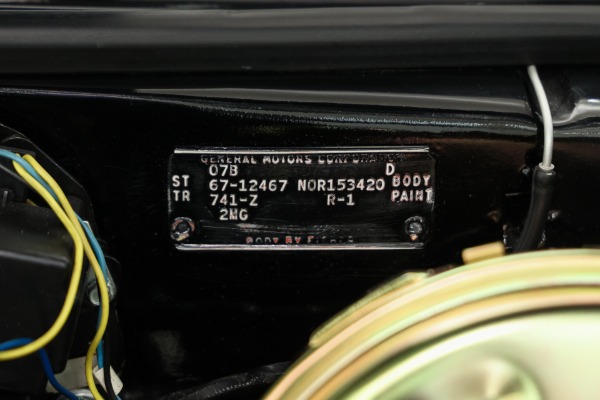 GENERAL MOTORS CORPORATION
07B D
ST 67-12467 NOR153420 BODY
TR 741-Z R-1 PAINT
2MG
BODY BY FISHER